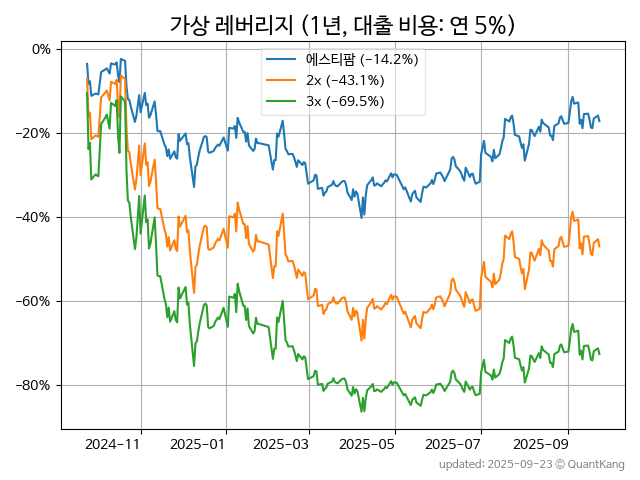 가상 레버리지 (1년, 대출 비용: 연 5%)
에스티팜 (−14.2%)
2x (−43.1%)
3x (−69.5%)
0%
−20%
−40%
−60%
−80%
2024-11 2025-01 2025-03 2025-05 2025-07 2025-09
updated: 2025-09-23 © QuantKang